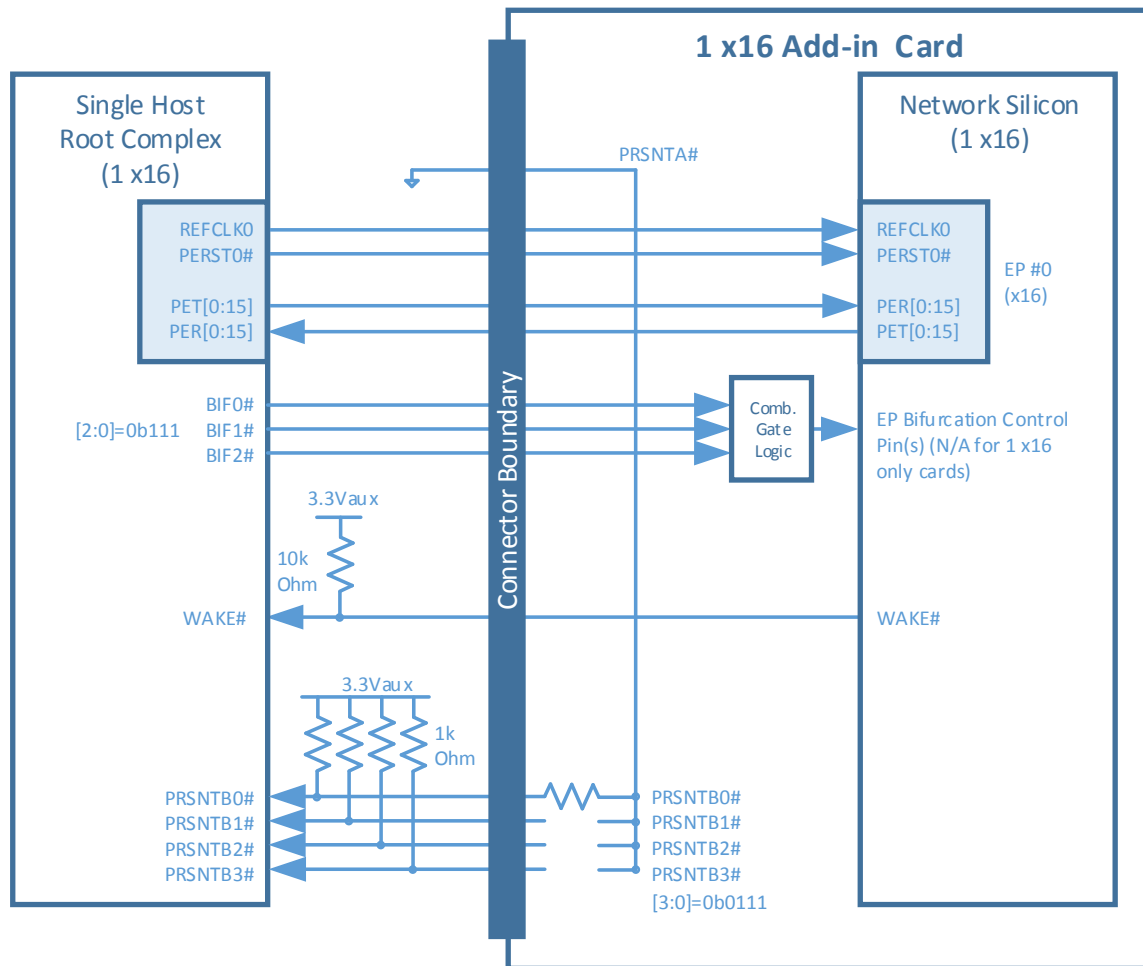 1 x16 Add-in Card
Single Host
Root Complex
(1 x16)
Network Silicon
(1 x16)
PRSNTA#
REFCLK0
PERST0#
PET[0:15]
PER[0:15]
REFCLK0
PERST0#
PER[0:15]
PET[0:15]
EP #0
(x16)
BIF0#
[2:0]=0b111
BIF1#
BIF2#
Comb.
Gate
Logic
EP Bifurcation Control
Pin(s) (N/A for 1 x16
only cards)
Connector Boundary
3.3Vaux
10k
Ohm
WAKE#
WAKE#
3.3Vaux
1k
Ohm
PRSNTB0#
PRSNTB1#
PRSNTB2#
PRSNTB3#
PRSNTB0#
PRSNTB1#
PRSNTB2#
PRSNTB3#
[3:0]=0b0111